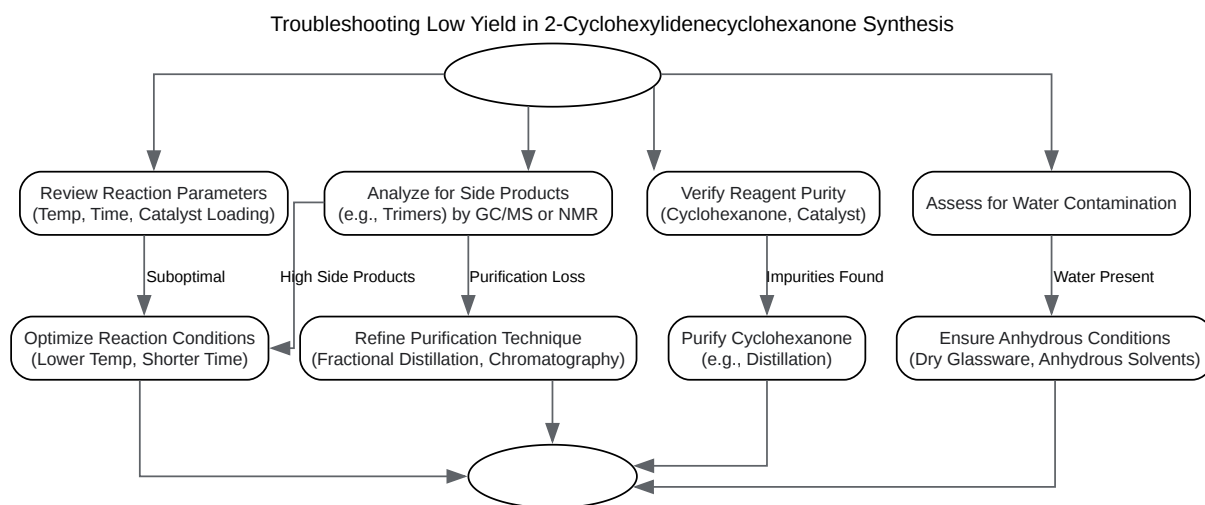 Troubleshooting Low Yield in 2-Cyclohexylidenecyclohexanone Synthesis
Review Reaction Parameters
(Temp, Time, Catalyst Loading)
Analyze for Side Products
(e.g., Trimers) by GC/MS or NMR
Verify Reagent Purity
(Cyclohexanone, Catalyst)
Assess for Water Contamination
Suboptimal
High Side Products
Purification Loss
Impurities Found
Water Present
Optimize Reaction Conditions
(Lower Temp, Shorter Time)
Refine Purification Technique
(Fractional Distillation, Chromatography)
Purify Cyclohexanone
(e.g., Distillation)
Ensure Anhydrous Conditions
(Dry Glassware, Anhydrous Solvents)